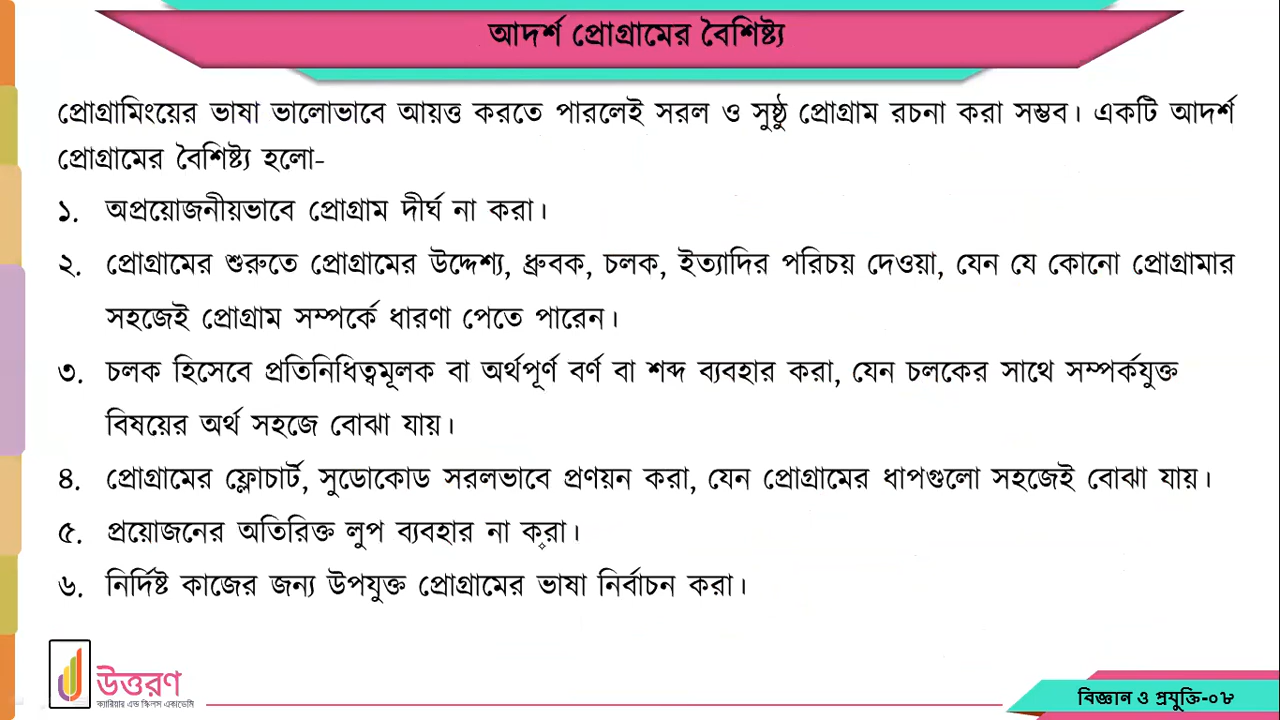 আদর্শ প্রোগ্রামের বৈশিষ্ট্য
প্রোগ্রামিংয়ের ভাষা ভালোভাবে আয়ত্ত করতে পারলেই সরল ও সুষ্ঠু প্রোগ্রাম রচনা করা সম্ভব। একটি আদর্শ
প্রোগ্রামের বৈশিষ্ট্য হলো-
১. অপ্রয়োজনীয়ভাবে প্রোগ্রাম দীর্ঘ না করা।
২. প্রোগ্রামের শুরুতে প্রোগ্রামের উদ্দেশ্য, ধ্রুবক, চলক, ইত্যাদির পরিচয় দেওয়া, যেন যে কোনো প্রোগ্রামার
সহজেই প্রোগ্রাম সম্পর্কে ধারণা পেতে পারেন।
৩. চলক হিসেবে প্রতিনিধিত্বমূলক বা অর্থপূর্ণ বর্ণ বা শব্দ ব্যবহার করা, যেন চলকের সাথে সম্পর্কযুক্ত
বিষয়ের অর্থ সহজে বোঝা যায়।
৪. প্রোগ্রামের ফ্লোচার্ট, সুডোকোড সরলভাবে প্রণয়ন করা, যেন প্রোগ্রামের ধাপগুলো সহজেই বোঝা যায়।
৫. প্রয়োজনের অতিরিক্ত লুপ ব্যবহার না করা।
৬. নির্দিষ্ট কাজের জন্য উপযুক্ত প্রোগ্রামের ভাষা নির্বাচন করা।
উত্তরণ
ক্যারিয়ার এন্ড স্কিলস একাডেমি
বিজ্ঞান ও প্রযুক্তি-০৮